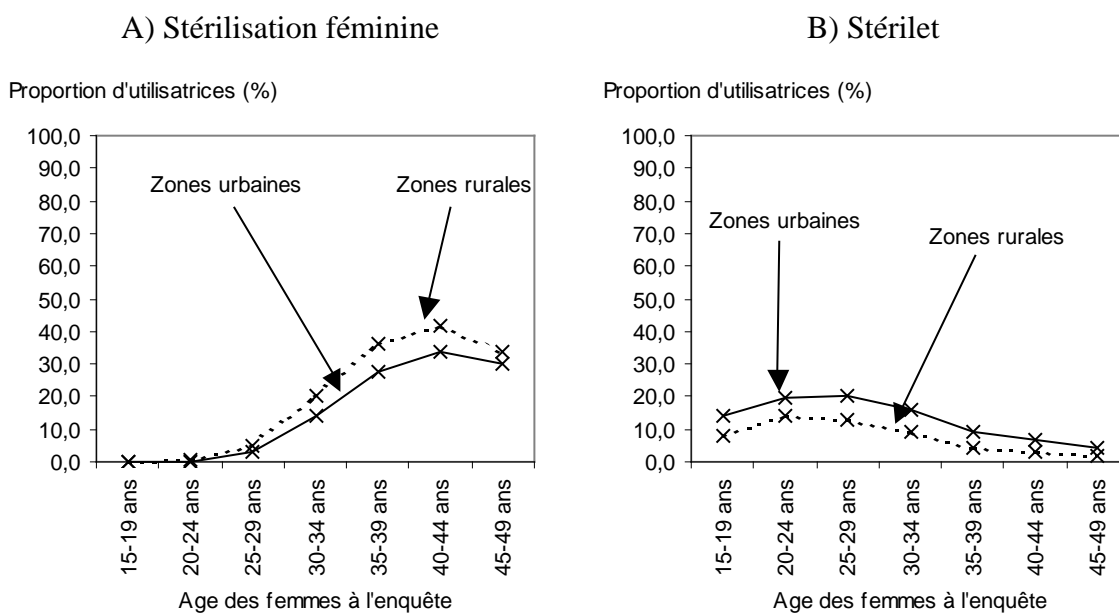 A) Stérilisation féminine
Proportion d'utilisatrices (%)
100,0
90,0
80,0
70,0
60,0
50,0
40,0
30,0
20,0
10,0
0,0
Zones urbaines
Zones rurales
15-19 ans
20-24 ans
25-29 ans
30-34 ans
35-39 ans
40-44 ans
45-49 ans
Age des femmes à l'enquête
B) Stérilet
Proportion d'utilisatrices (%)
100,0
90,0
80,0
70,0
60,0
50,0
40,0
30,0
20,0
10,0
0,0
Zones urbaines
Zones rurales
15-19 ans
20-24 ans
25-29 ans
30-34 ans
35-39 ans
40-44 ans
45-49 ans
Age des femmes à l'enquête